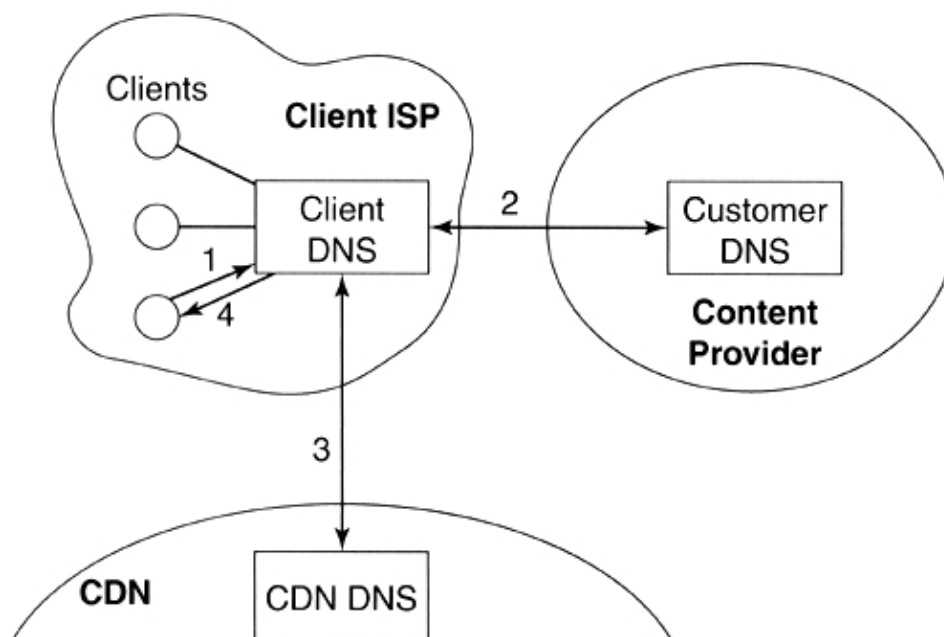 Clients
Client ISP
Client
DNS
1
4
2
Customer
DNS
Content
Provider
3
CDN
CDN DNS